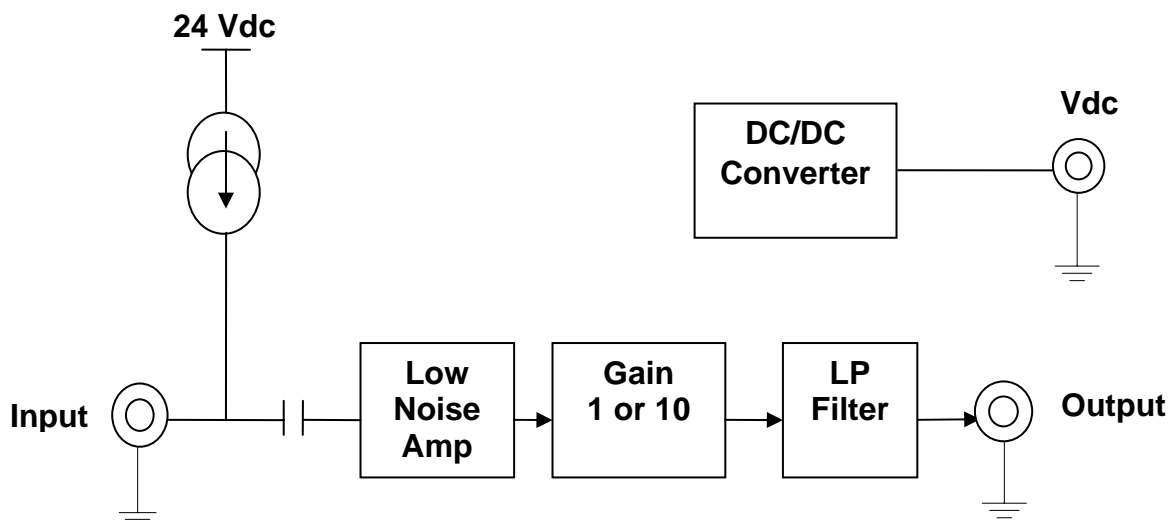 24 Vdc
Vdc
DC/DC
Converter
Input
Low
Noise
Amp
Gain
1 or 10
LP
Filter
Output